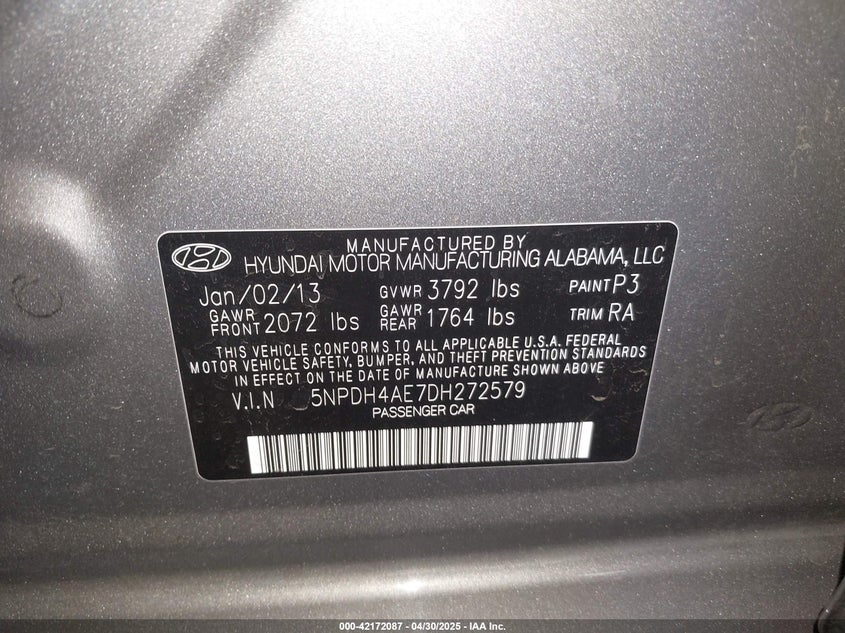 MANUFACTURED BY
HYUNDAI MOTOR MANUFACTURING ALABAMA, LLC
Jan/02/13 GVWR 3792 lbs PAINT P3
GAWR FRONT 2072 lbs GAWR REAR 1764 lbs TRIM RA
THIS VEHICLE CONFORMS TO ALL APPLICABLE U.S.A. FEDERAL
MOTOR VEHICLE SAFETY, BUMPER, AND THEFT PREVENTION STANDARDS
IN EFFECT ON THE DATE OF MANUFACTURE SHOWN ABOVE
V.I.N 5NPDH4AE7DH272579
PASSENGER CAR
000-42172087 - 04/30/2025 - IAA Inc.